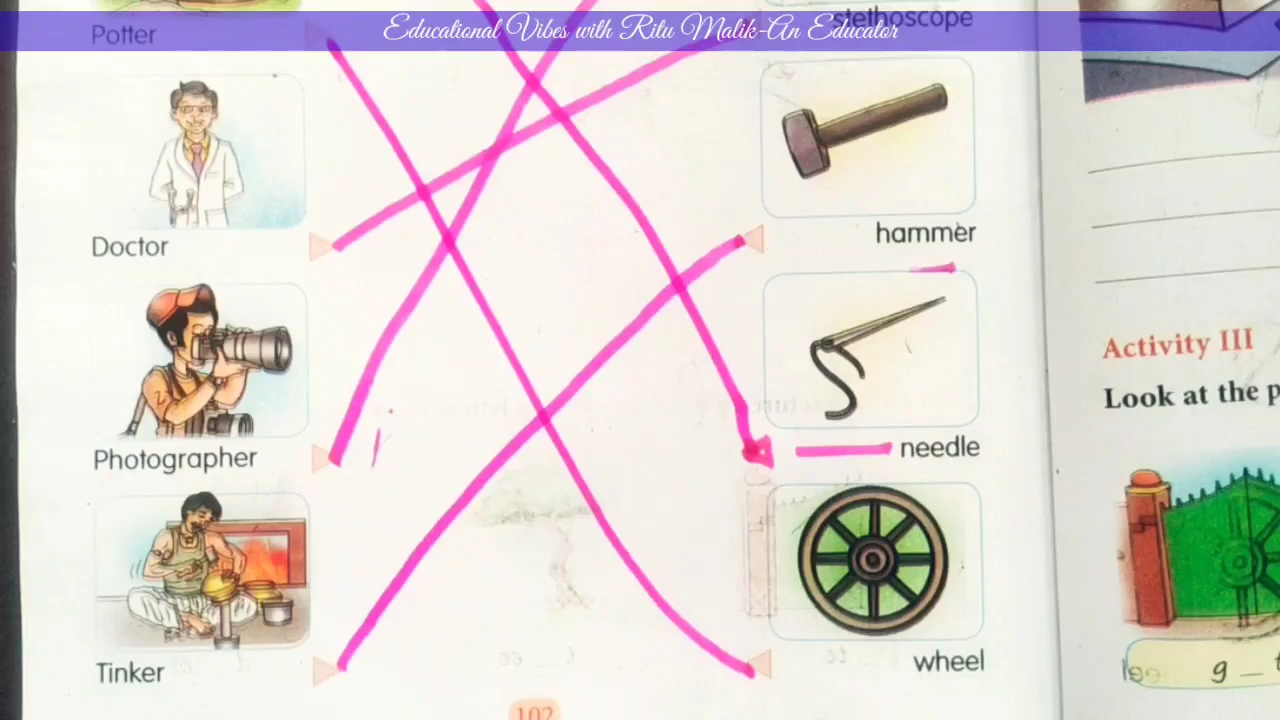 Educational Vibes with Ritu Malik-An Educator
Potter
stethoscope
Doctor
hammer
Photographer
needle
Tinker
wheel
102
Activity III
Look at the p
g _ t